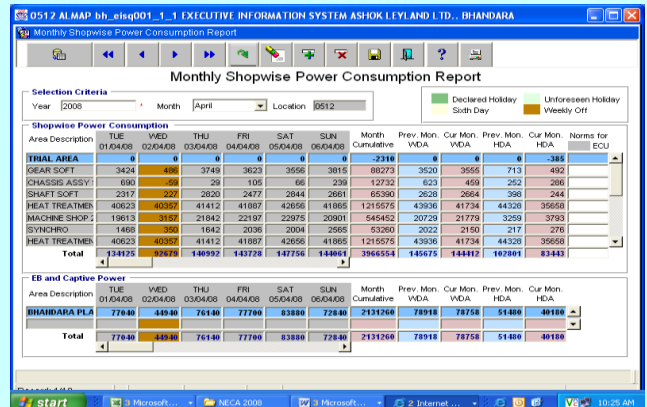 0512 ALMAP bh_eisq001_1_1 EXECUTIVE INFORMATION SYSTEM ASHOK LEYLAND LTD.. BHANDARA
Monthly Shopwise Power Consumption Report
Monthly Shopwise Power Consumption Report
Selection Criteria
Year 2008 * Month April Location 0512
Declared Holiday Unforeseen Holiday
Sixth Day Weekly Off
Shopwise Power Consumption
Area Description TUE WED THU FRI SAT SUN Month Prev. Mon. Cur Mon. Prev. Mon. Cur Mon. Norms for
01/04/08 02/04/08 03/04/08 04/04/08 05/04/08 06/04/08 Cumulative WDA WDA HDA HDA ECU
TRIAL AREA 0 0 0 0 0 0 -2310 0 0 0 -385
GEAR SOFT 3424 486 3749 3623 3556 3815 88273 3520 3555 713 492
CHASSIS ASSY 690 -59 29 105 66 239 12732 623 459 252 286
SHAFT SOFT 2317 227 2820 2477 2844 2661 65390 2628 2664 398 244
HEAT TREATMEN 40623 40357 41412 41887 42656 41865 1215575 43936 41734 44328 35658
MACHINE SHOP 2 19613 3157 21842 22197 22975 20901 545452 20729 21779 3259 3793
SYNCHRO 1468 350 1642 2036 2004 2565 53260 2022 2150 217 276
HEAT TREATMEN 40623 40357 41412 41887 42656 41865 1215575 43936 41734 44328 35658
Total 134125 92679 140992 143728 147756 144061 3966554 145675 144412 102801 83443
EB and Captive Power
Area Description TUE WED THU FRI SAT SUN Month Prev. Mon. Cur Mon. Prev. Mon. Cur Mon.
01/04/08 02/04/08 03/04/08 04/04/08 05/04/08 06/04/08 Cumulative WDA WDA HDA HDA
BHANDARA PLA 77040 44940 76140 77700 83880 72840 2131260 78918 78758 51480 40180
Total 77040 44940 76140 77700 83880 72840 2131260 78918 78758 51480 40180
start 3 Microsoft... NECA 2008 3 Microsoft... 2 Internet ... 10:25 AM